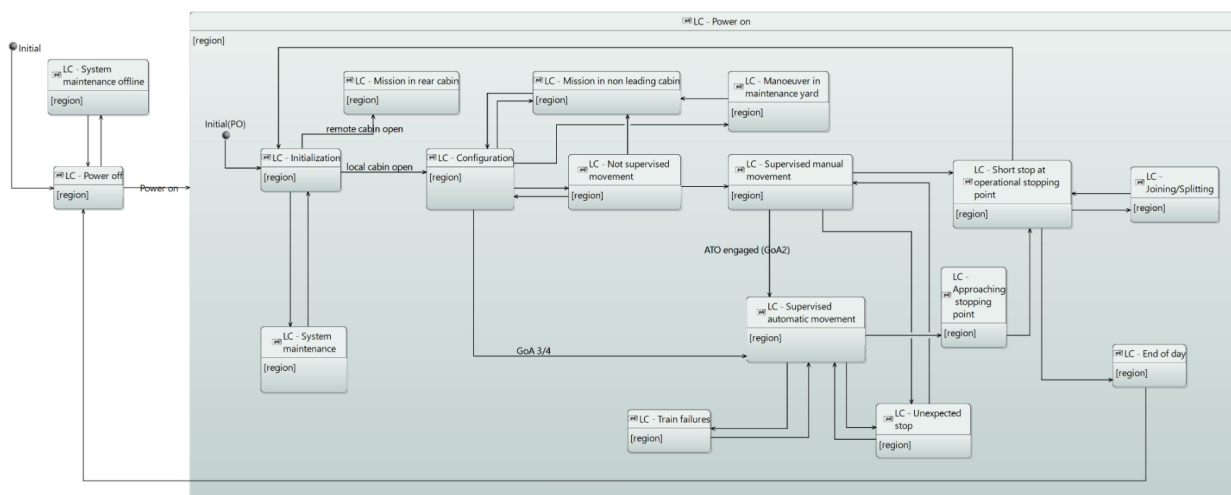 LC - Power on
[region]
Initial
LC - System
maintenance offline
[region]
LC - Mission in rear cabin
[region]
LC - Mission in non leading cabin
[region]
LC - Manoeuver in
maintenance yard
[region]
Initial(PO)
remote cabin open
LC - Initialization
[region]
local cabin open
LC - Configuration
[region]
LC - Not supervised
movement
[region]
LC - Supervised manual
movement
[region]
LC - Short stop at
operational stopping
point
[region]
LC -
Joining/Splitting
[region]
LC - Power off
[region]
Power on
ATO engaged (GoA2)
LC -
Approaching
stopping
point
[region]
LC - Supervised
automatic movement
[region]
LC - System
maintenance
[region]
GoA 3/4
LC - End of day
[region]
LC - Train failures
[region]
LC - Unexpected
stop
[region]